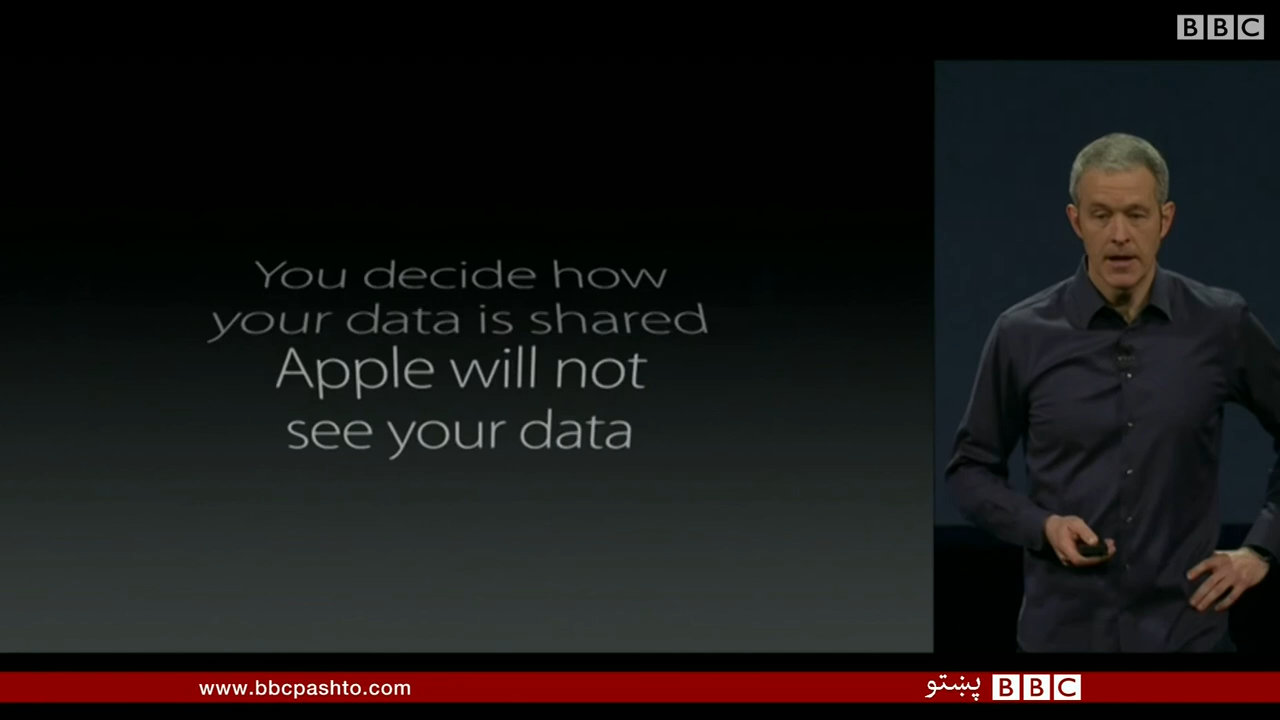 BBC
You decide how
your data is shared
Apple will not
see your data
www.bbcpashto.com
BBC پښتو